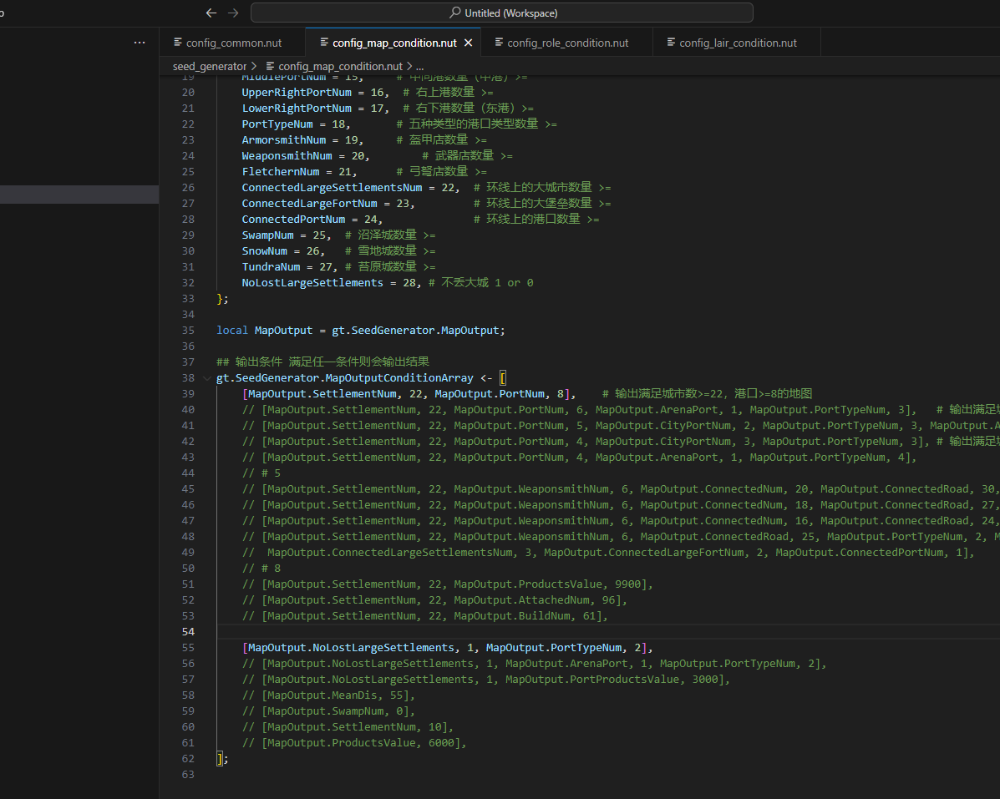 Untitled (Workspace)
config_common.nut
config_map_condition.nut
config_role_condition.nut
config_lair_condition.nut
seed_generator > config_map_condition.nut > ...
19 MiddlePortNum = 15, # 中间港数量（中港）>=
20 UpperRightPortNum = 16, # 右上港数量 >=
21 LowerRightPortNum = 17, # 右下港数量（东港）>=
22 PortTypeNum = 18, # 五种类型的港口类型数量 >=
23 ArmorsmithNum = 19, # 盔甲店数量 >=
24 WeaponsmithNum = 20, # 武器店数量 >=
25 FletchernNum = 21, # 弓弩店数量 >=
26 ConnectedLargeSettlementsNum = 22, # 环线上的大城市数量 >=
27 ConnectedLargeFortNum = 23, # 环线上的大堡垒数量 >=
28 ConnectedPortNum = 24, # 环线上的港口数量 >=
29 SwampNum = 25, # 沼泽城数量 >=
30 SnowNum = 26, # 雪地城数量 >=
31 TundraNum = 27, # 苔原城数量 >=
32 NoLostLargeSettlements = 28, # 不丢大城 1 or 0
33 };
34
35 local MapOutput = gt.SeedGenerator.MapOutput;
36
37 ## 输出条件 满足任一条件则会输出结果
38 gt.SeedGenerator.MapOutputConditionArray <- [
39 [MapOutput.SettlementNum, 22, MapOutput.PortNum, 8], # 输出满足城市数>=22，港口>=8的地图
40 // [MapOutput.SettlementNum, 22, MapOutput.PortNum, 6, MapOutput.ArenaPort, 1, MapOutput.PortTypeNum, 3], # 输出满足
41 // [MapOutput.SettlementNum, 22, MapOutput.PortNum, 5, MapOutput.CityPortNum, 2, MapOutput.PortTypeNum, 3, MapOutput.A
42 // [MapOutput.SettlementNum, 22, MapOutput.PortNum, 4, MapOutput.CityPortNum, 3, MapOutput.PortTypeNum, 3], # 输出满足
43 // [MapOutput.SettlementNum, 22, MapOutput.PortNum, 4, MapOutput.ArenaPort, 1, MapOutput.PortTypeNum, 4],
44 // # 5
45 // [MapOutput.SettlementNum, 22, MapOutput.WeaponsmithNum, 6, MapOutput.ConnectedNum, 20, MapOutput.ConnectedRoad, 30,
46 // [MapOutput.SettlementNum, 22, MapOutput.WeaponsmithNum, 6, MapOutput.ConnectedNum, 18, MapOutput.ConnectedRoad, 27,
47 // [MapOutput.SettlementNum, 22, MapOutput.WeaponsmithNum, 6, MapOutput.ConnectedNum, 16, MapOutput.ConnectedRoad, 24,
48 // [MapOutput.SettlementNum, 22, MapOutput.WeaponsmithNum, 6, MapOutput.ConnectedRoad, 25, MapOutput.PortTypeNum, 2, M
49 // MapOutput.ConnectedLargeSettlementsNum, 3, MapOutput.ConnectedLargeFortNum, 2, MapOutput.ConnectedPortNum, 1],
50 // # 8
51 // [MapOutput.SettlementNum, 22, MapOutput.ProductsValue, 9900],
52 // [MapOutput.SettlementNum, 22, MapOutput.AttachedNum, 96],
53 // [MapOutput.SettlementNum, 22, MapOutput.BuildNum, 61],
54
55 [MapOutput.NoLostLargeSettlements, 1, MapOutput.PortTypeNum, 2],
56 // [MapOutput.NoLostLargeSettlements, 1, MapOutput.ArenaPort, 1, MapOutput.PortTypeNum, 2],
57 // [MapOutput.NoLostLargeSettlements, 1, MapOutput.PortProductsValue, 3000],
58 // [MapOutput.MeanDis, 55],
59 // [MapOutput.SwampNum, 0],
60 // [MapOutput.SettlementNum, 10],
61 // [MapOutput.ProductsValue, 6000],
62 ];
63